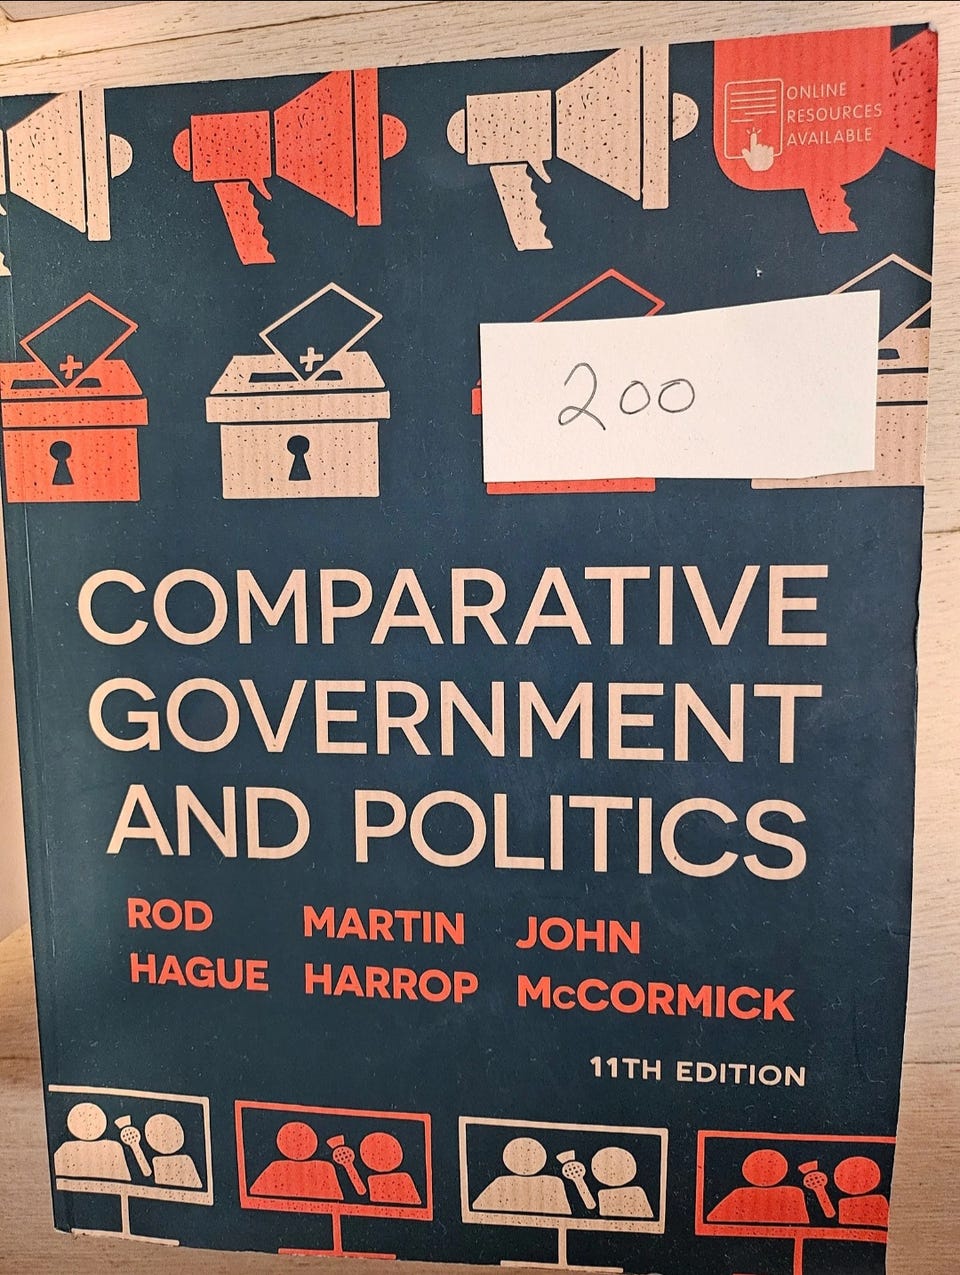 ONLINE
RESOURCES
AVAILABLE
200
COMPARATIVE
GOVERNMENT
AND POLITICS
ROD MARTIN JOHN
HAGUE HARROP McCORMICK
11TH EDITION